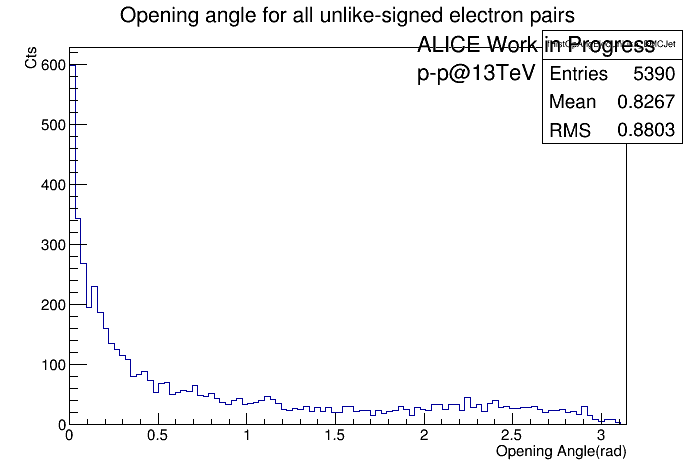 Opening angle for all unlike-signed electron pairs
Cts
ALICE Work in Progress
p-p@13TeV
Entries 5390
Mean 0.8267
RMS 0.8803
600
500
400
300
200
100
0
0 0.5 1 1.5 2 2.5 3
Opening Angle(rad)